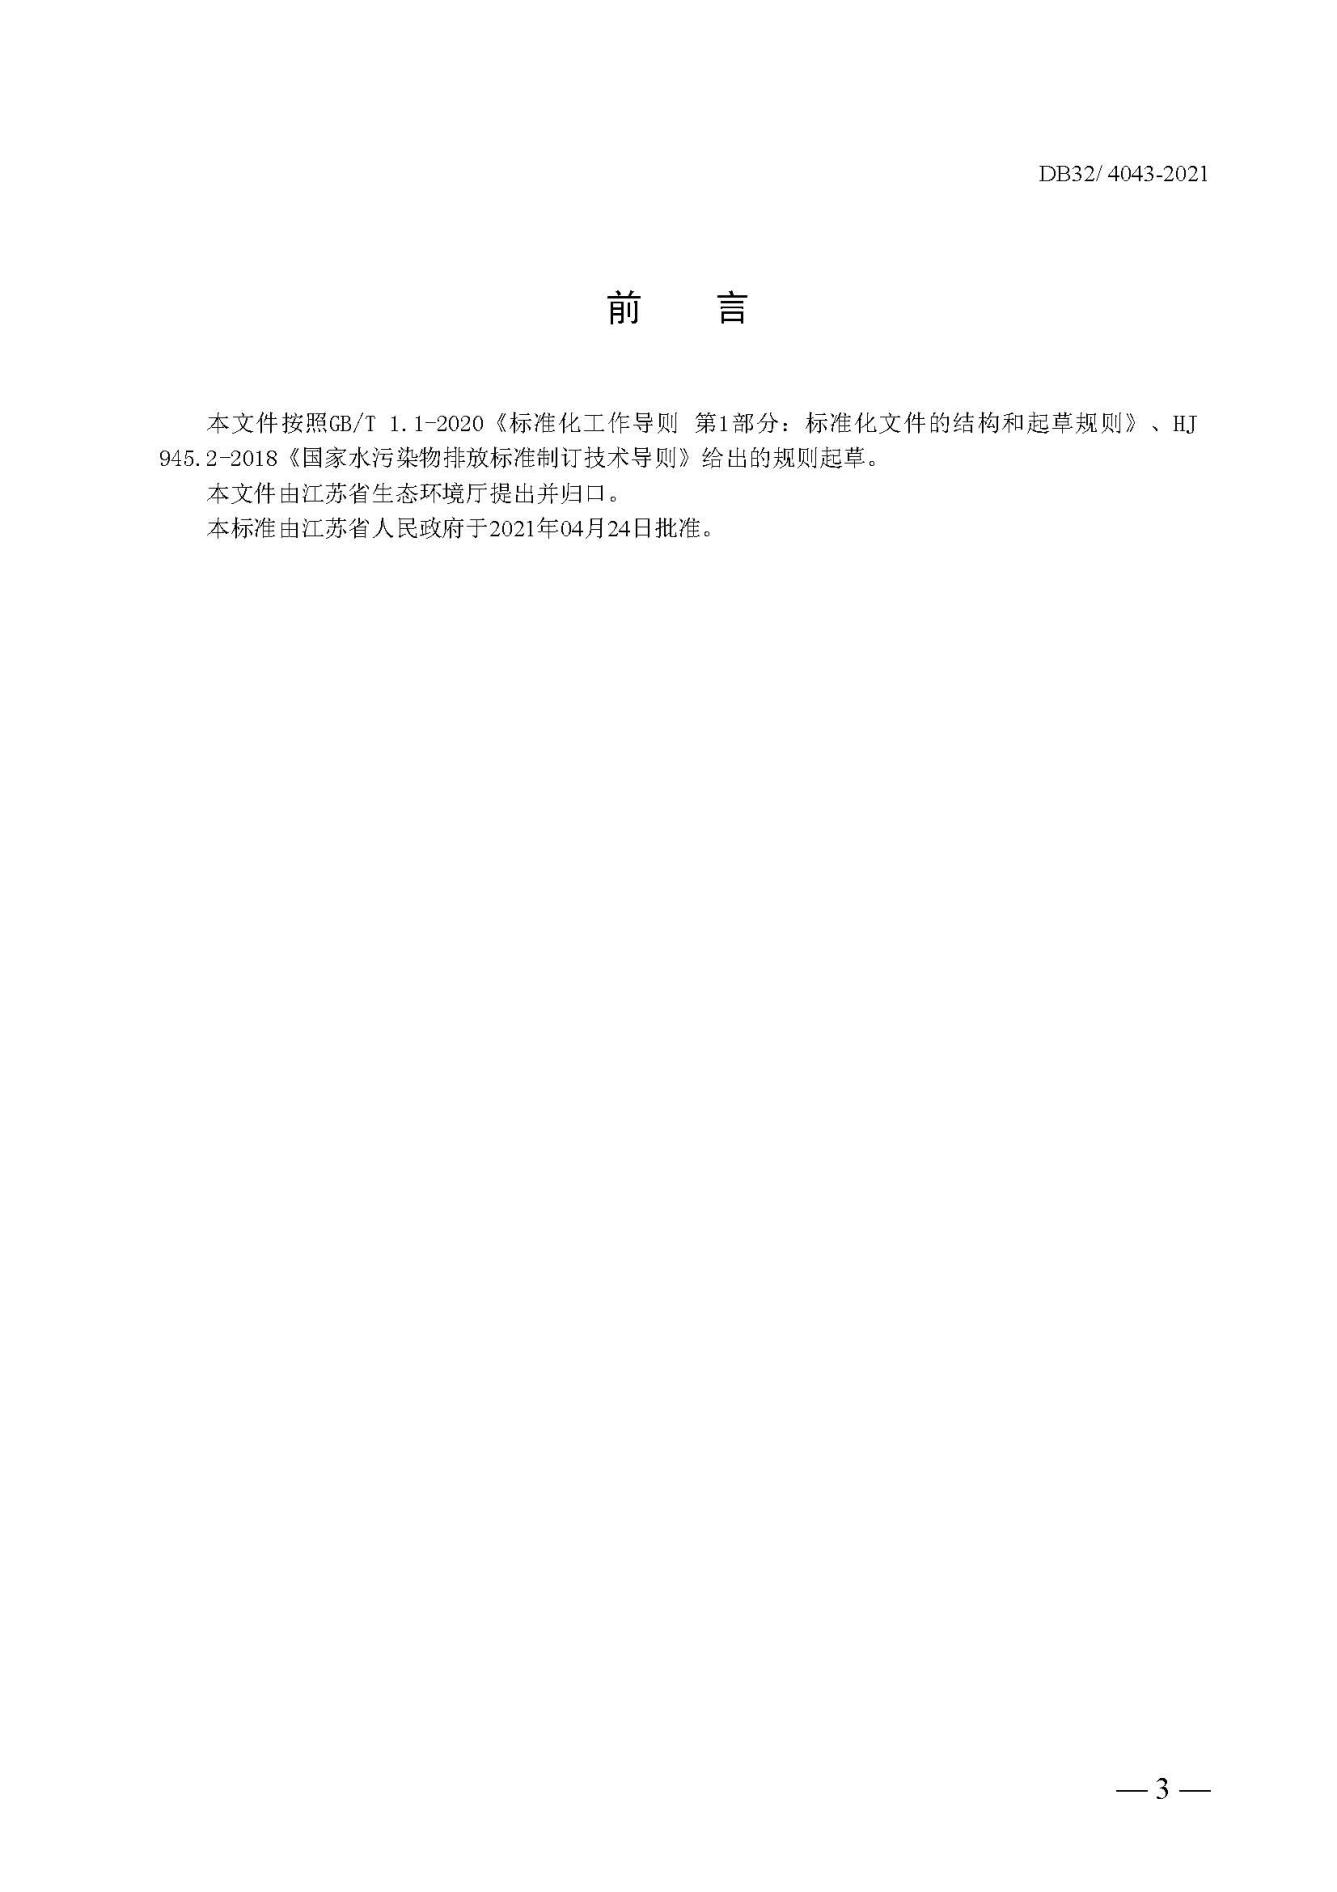 DB32/ 4043-2021
前 言
本文件按照GB/T 1.1-2020《标准化工作导则 第1部分：标准化文件的结构和起草规则》、HJ
945.2-2018《国家水污染物排放标准制订技术导则》给出的规则起草。
本文件由江苏省生态环境厅提出并归口。
本标准由江苏省人民政府于2021年04月24日批准。
— 3 —